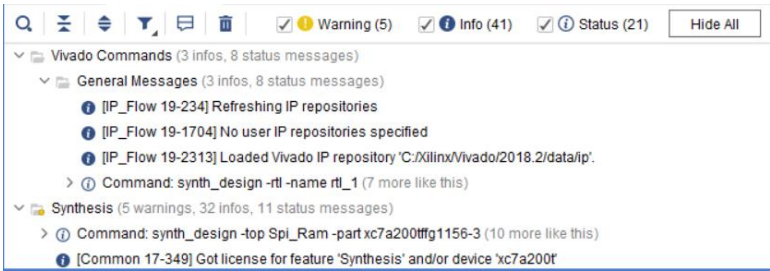 Warning (5) Info (41) Status (21) Hide All
Vivado Commands (3 infos, 8 status messages)
General Messages (3 infos, 8 status messages)
[IP_Flow 19-234] Refreshing IP repositories
[IP_Flow 19-1704] No user IP repositories specified
[IP_Flow 19-2313] Loaded Vivado IP repository 'C:/Xilinx/Vivado/2018.2/data/ip'.
Command: synth_design -rtl -name rtl_1 (7 more like this)
Synthesis (5 warnings, 32 infos, 11 status messages)
Command: synth_design -top Spi_Ram -part xc7a200tffg1156-3 (10 more like this)
[Common 17-349] Got license for feature 'Synthesis' and/or device 'xc7a200t'